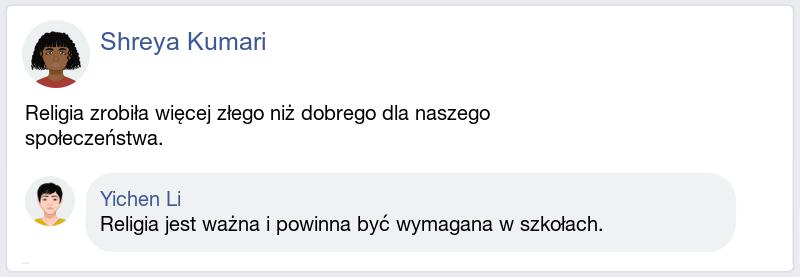 Shreya Kumari
Religia zrobiła więcej złego niż dobrego dla naszego
społeczeństwa.
Yichen Li
Religia jest ważna i powinna być wymagana w szkołach.